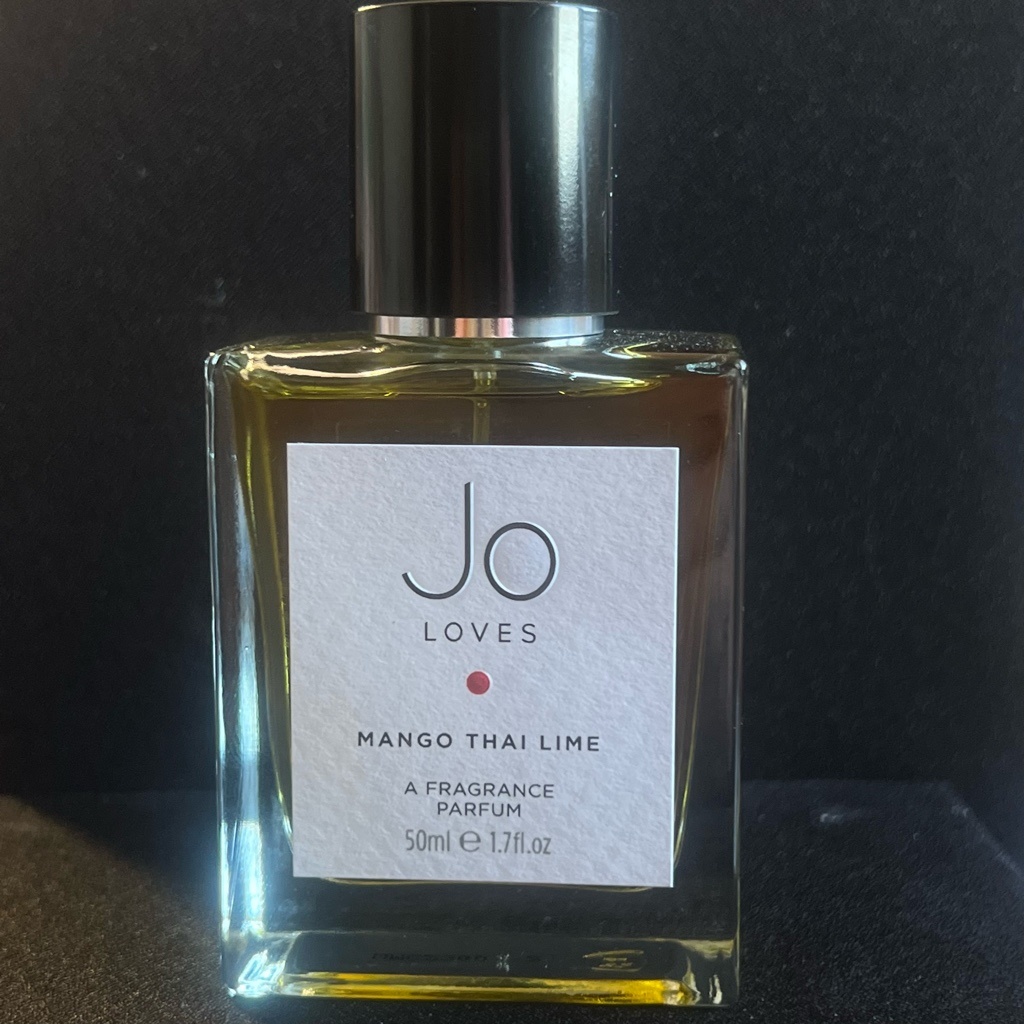 Jo
LOVES
MANGO THAI LIME
A FRAGRANCE
PARFUM
50ml ℮ 1.7fl.oz